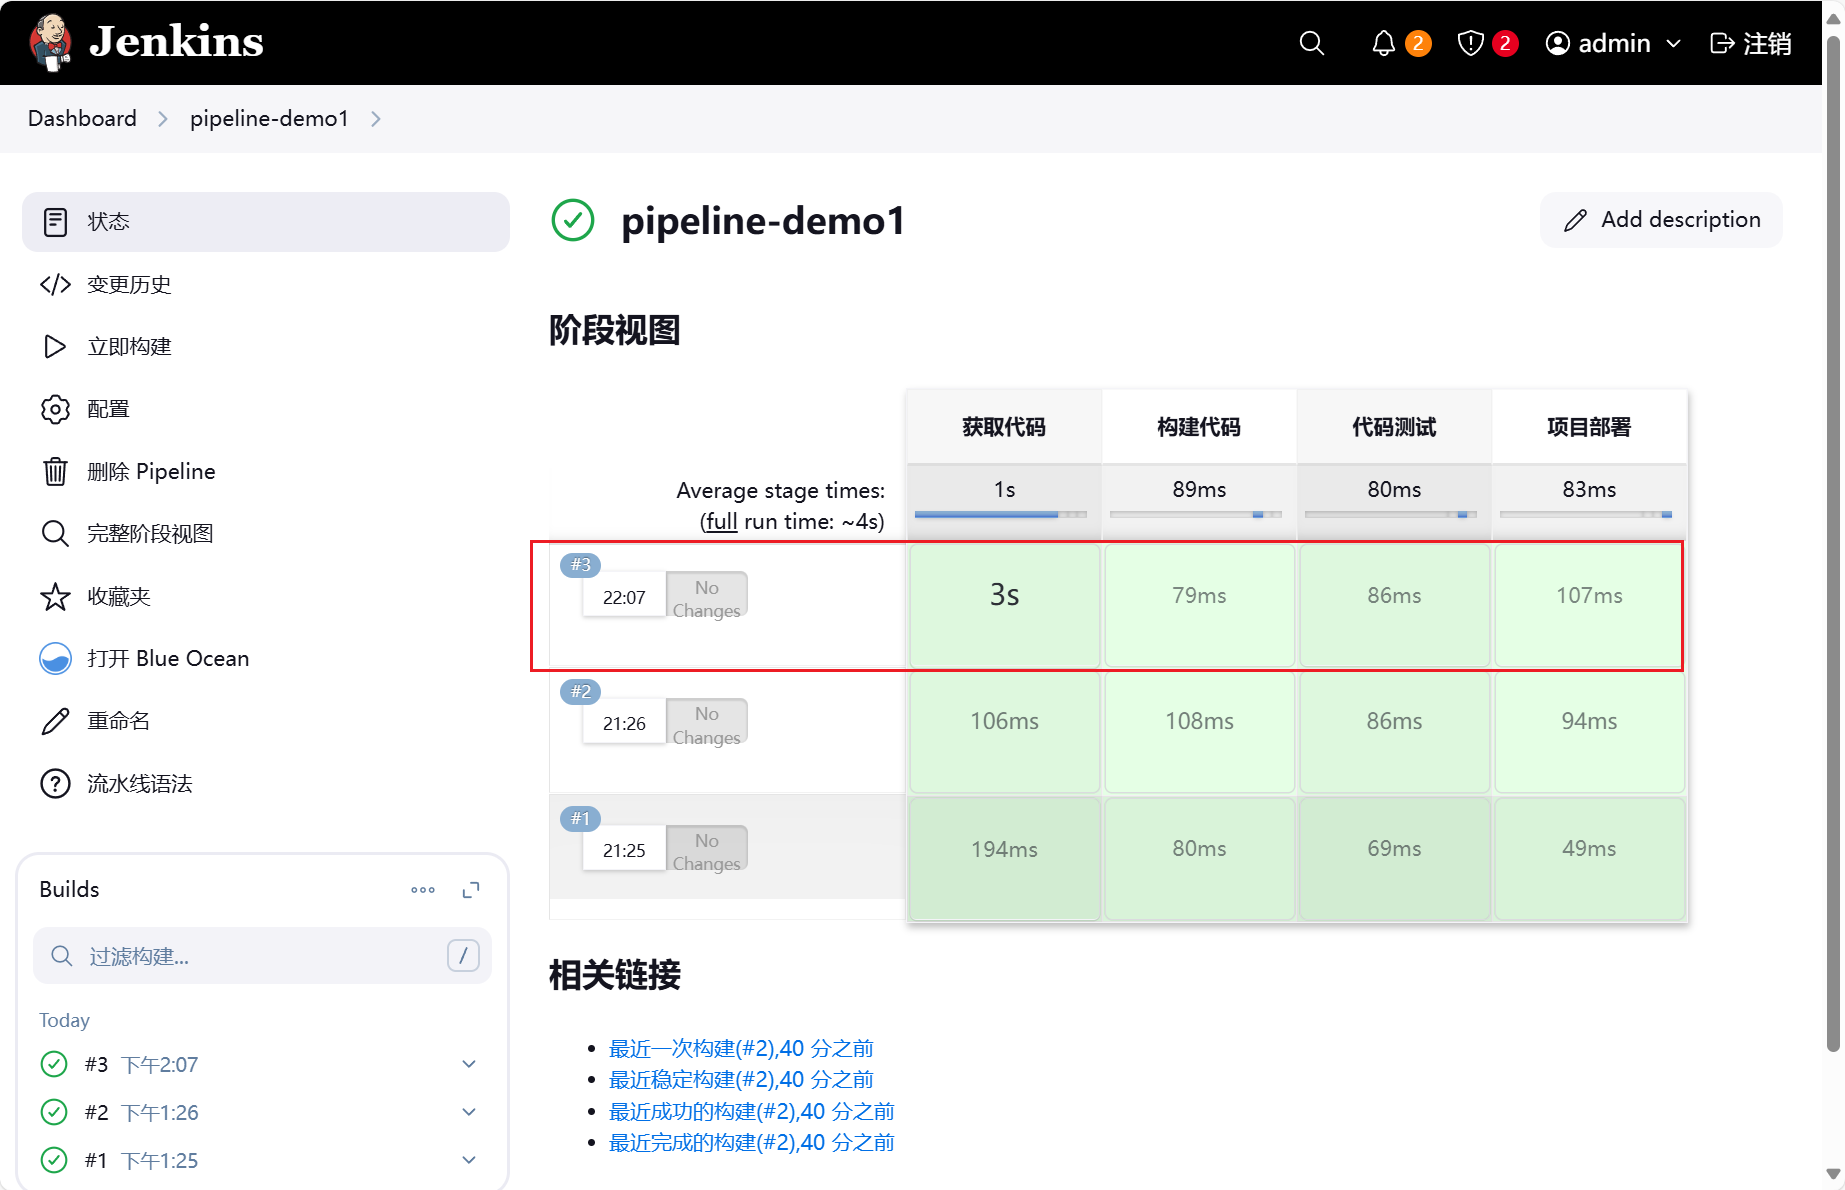 Jenkins
2
2
admin
注销
Dashboard
pipeline-demo1
状态
变更历史
立即构建
配置
删除 Pipeline
完整阶段视图
收藏夹
打开 Blue Ocean
重命名
流水线语法
Builds
过滤构建...
/
Today
#3 下午2:07
#2 下午1:26
#1 下午1:25
pipeline-demo1
Add description
阶段视图
获取代码 构建代码 代码测试 项目部署
Average stage times: 1s 89ms 80ms 83ms
(full run time: ~4s)
#3
22:07 No Changes 3s 79ms 86ms 107ms
#2
21:26 No Changes 106ms 108ms 86ms 94ms
#1
21:25 No Changes 194ms 80ms 69ms 49ms
相关链接
最近一次构建(#2),40 分之前
最近稳定构建(#2),40 分之前
最近成功的构建(#2),40 分之前
最近完成的构建(#2),40 分之前